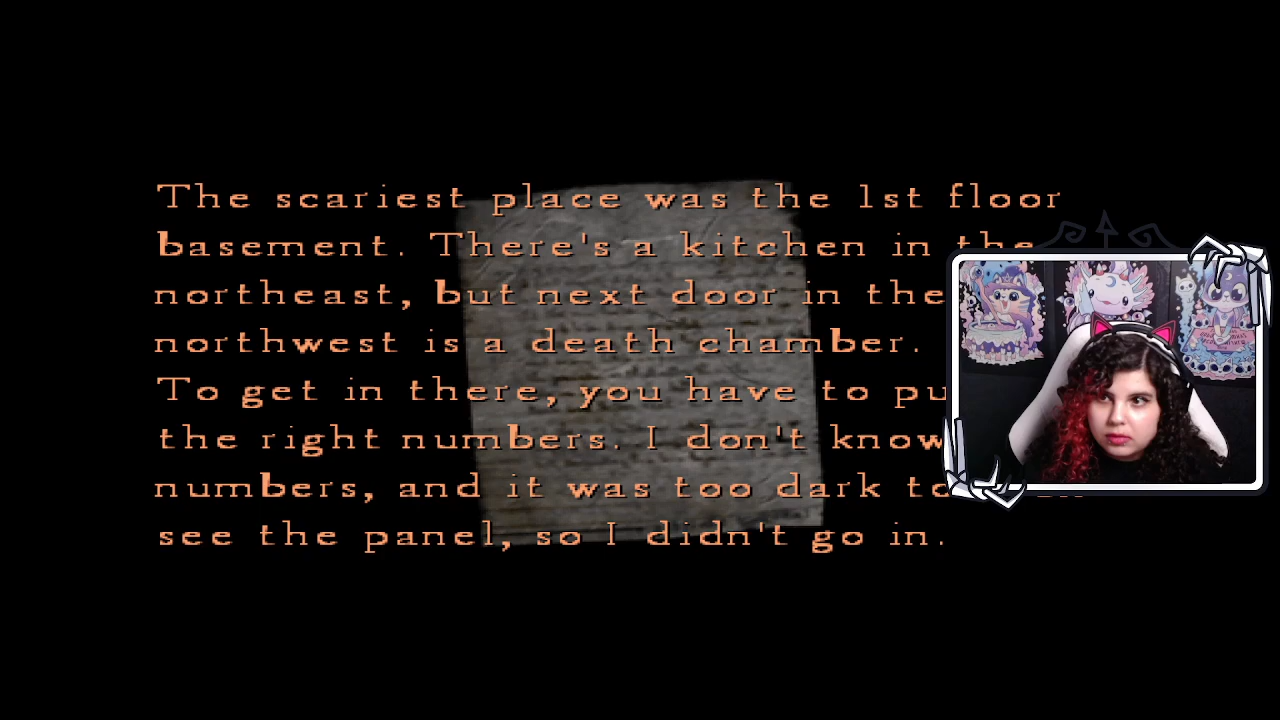 The scariest place was the 1st floor
basement. There's a kitchen in the
northeast, but next door in the
northwest is a death chamber.
To get in there, you have to
the right numbers. I don't know
numbers, and it was too dark
see the panel, so I didn't go in.